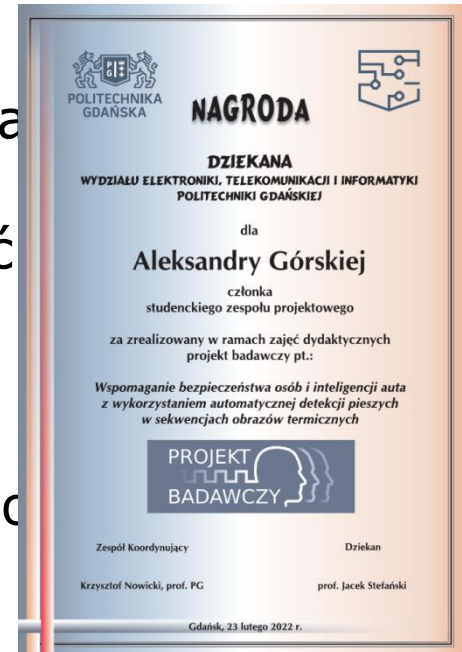 a
ć
POLITECHNIKA
GDAŃSKA
NAGRODA
DZIEKANA
WYDZIAŁU ELEKTRONIKI, TELEKOMUNIKACJI I INFORMATYKI
POLITECHNIKI GDAŃSKIEJ
dla
Aleksandry Górskiej
członka
studenckiego zespołu projektowego
za zrealizowany w ramach zajęć dydaktycznych
projekt badawczy pt.:
Wspomaganie bezpieczeństwa osób i inteligencji auta
z wykorzystaniem automatycznej detekcji pieszych
w sekwencjach obrazów termicznych
PROJEKT
BADAWCZY
Zespół Koordynujący Dziekan
Krzysztof Nowicki, prof. PG prof. Jacek Stefański
Gdańsk, 23 lutego 2022 r.